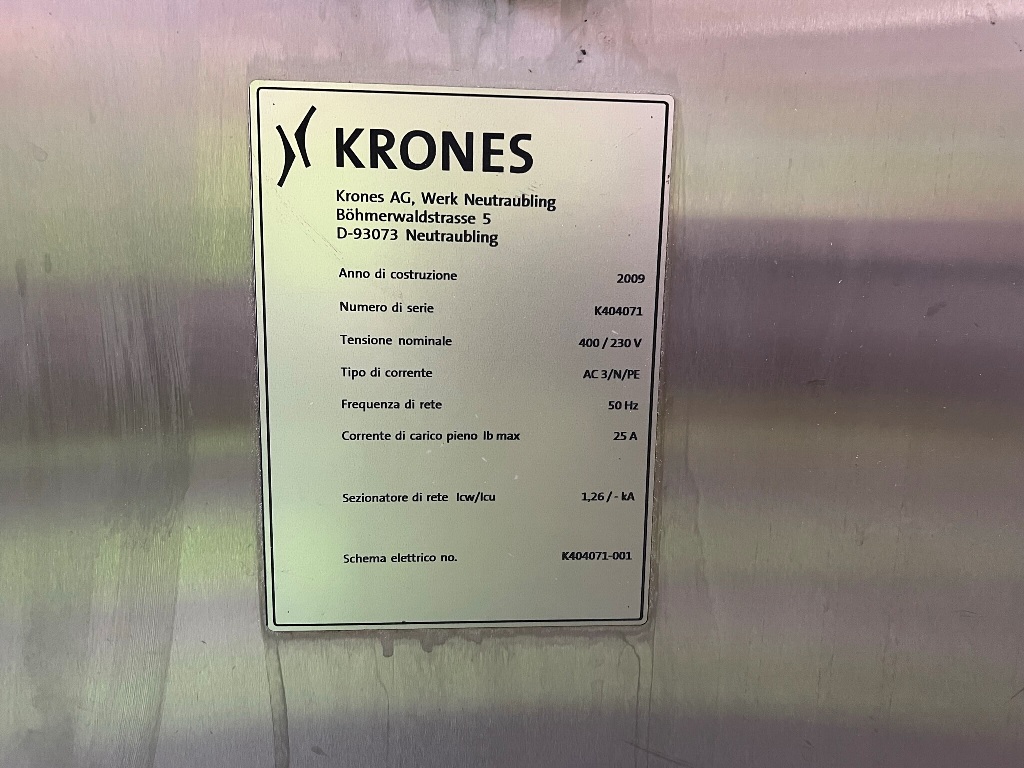 KRONES
Krones AG, Werk Neutraubling
Böhmerwaldstrasse 5
D-93073 Neutraubling
Anno di costruzione 2009
Numero di serie K404071
Tensione nominale 400 / 230 V
Tipo di corrente AC 3/N/PE
Frequenza di rete 50 Hz
Corrente di carico pieno Ib max 25 A
Sezionatore di rete Icw/Icu 1,26 / - kA
Schema elettrico no. K404071-001